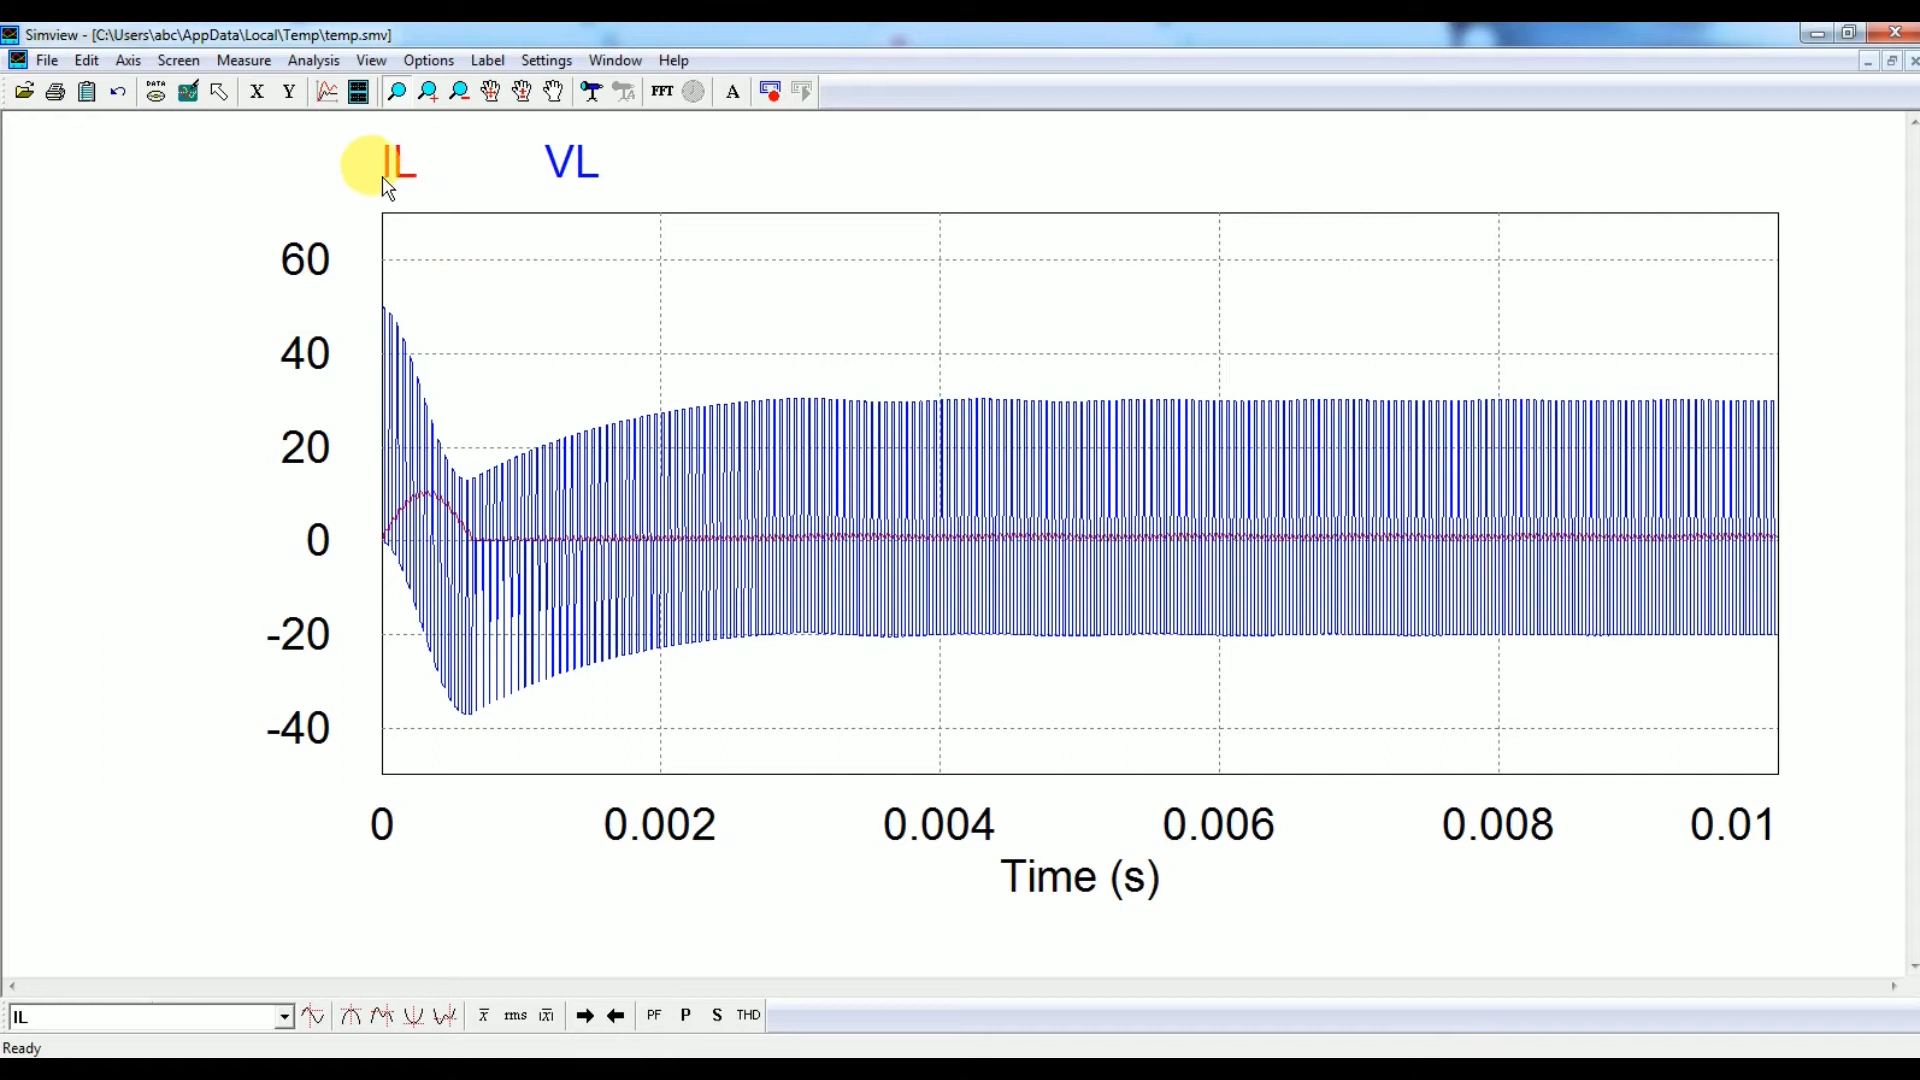 Simview - [C:\Users\abc\AppData\Local\Temp\temp.smv]
File Edit Axis Screen Measure Analysis View Options Label Settings Window Help
DATA X Y A FFT A
IL VL
60
40
20
0
-20
-40
0 0.002 0.004 0.006 0.008 0.01
Time (s)
IL x rms |x| PF P S THD
Ready